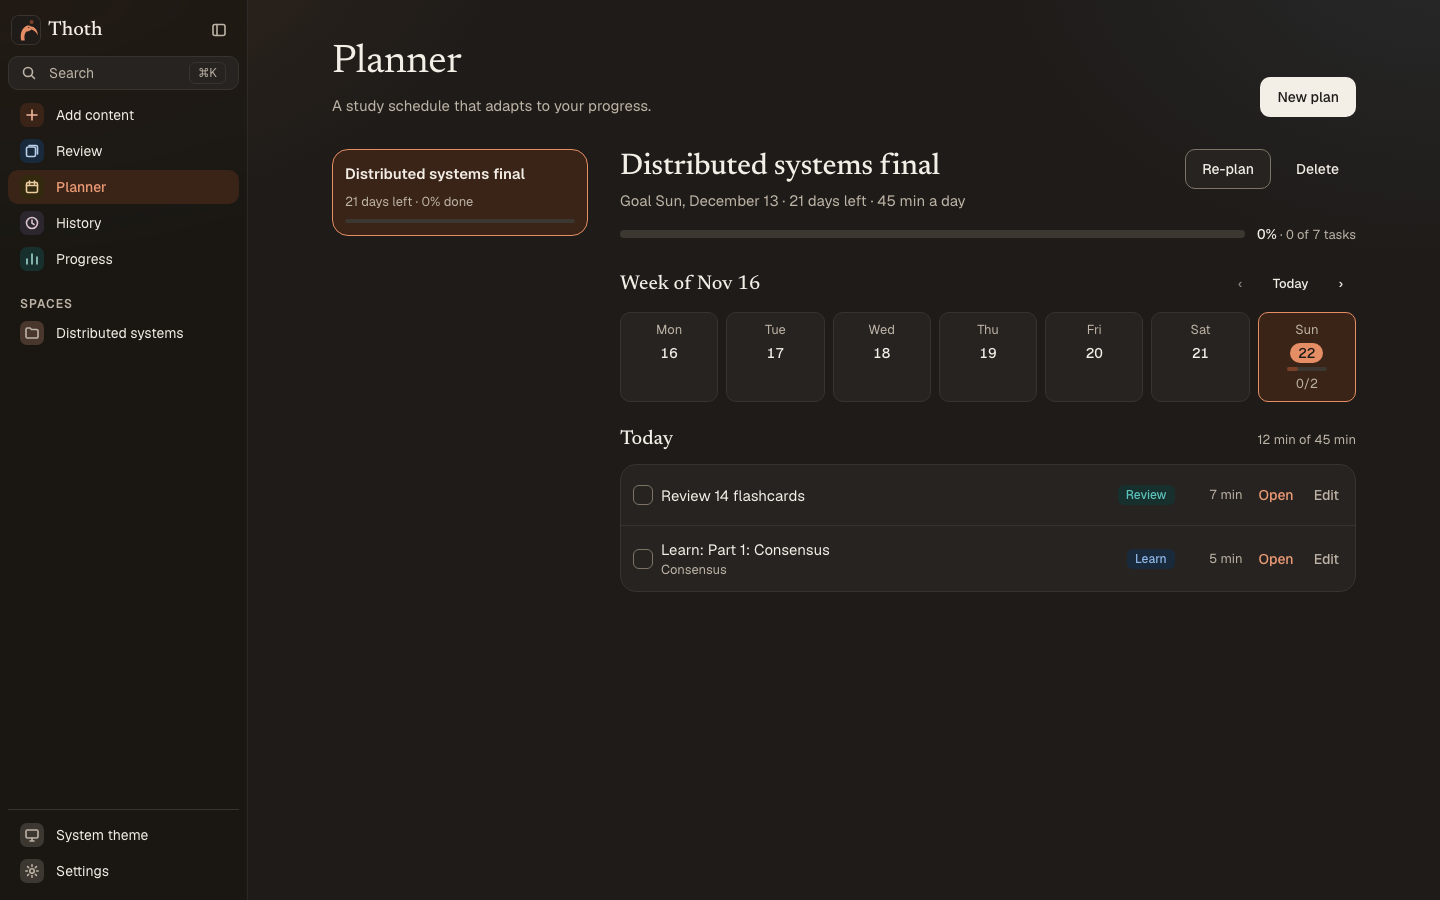 Thoth
Search ⌘K
Add content
Review
Planner
History
Progress
SPACES
Distributed systems
System theme
Settings
Planner
A study schedule that adapts to your progress.
New plan
Distributed systems final
21 days left · 0% done
Distributed systems final
Re-plan Delete
Goal Sun, December 13 · 21 days left · 45 min a day
0% · 0 of 7 tasks
Week of Nov 16
‹ Today ›
Mon Tue Wed Thu Fri Sat Sun
16 17 18 19 20 21 22
0/2
Today
12 min of 45 min
Review 14 flashcards Review 7 min Open Edit
Learn: Part 1: Consensus Learn 5 min Open Edit
Consensus